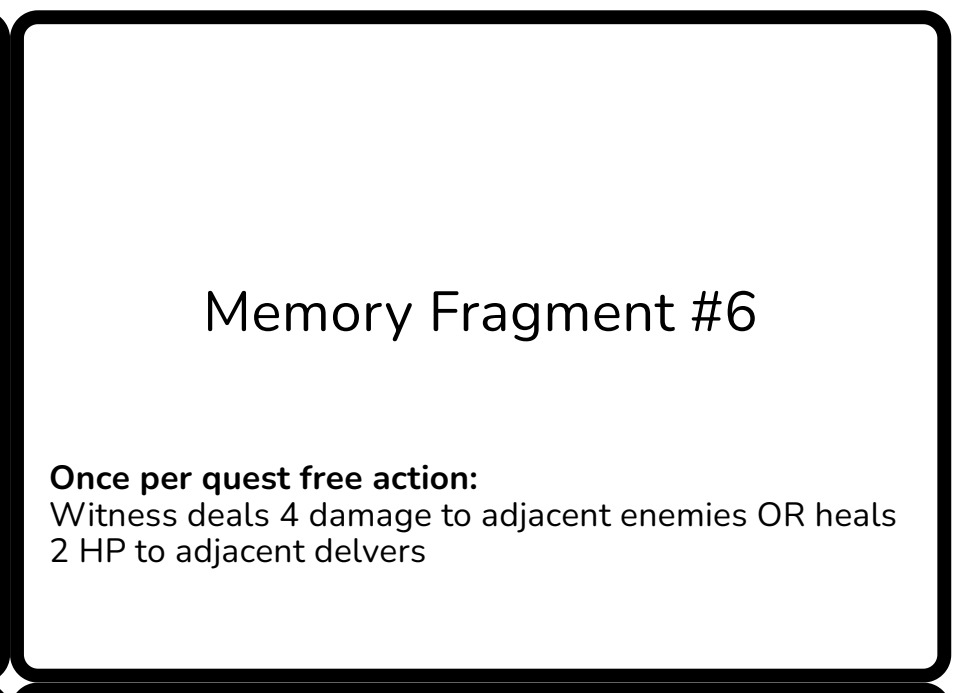 Memory Fragment #6
Once per quest free action:
Witness deals 4 damage to adjacent enemies OR heals
2 HP to adjacent delvers